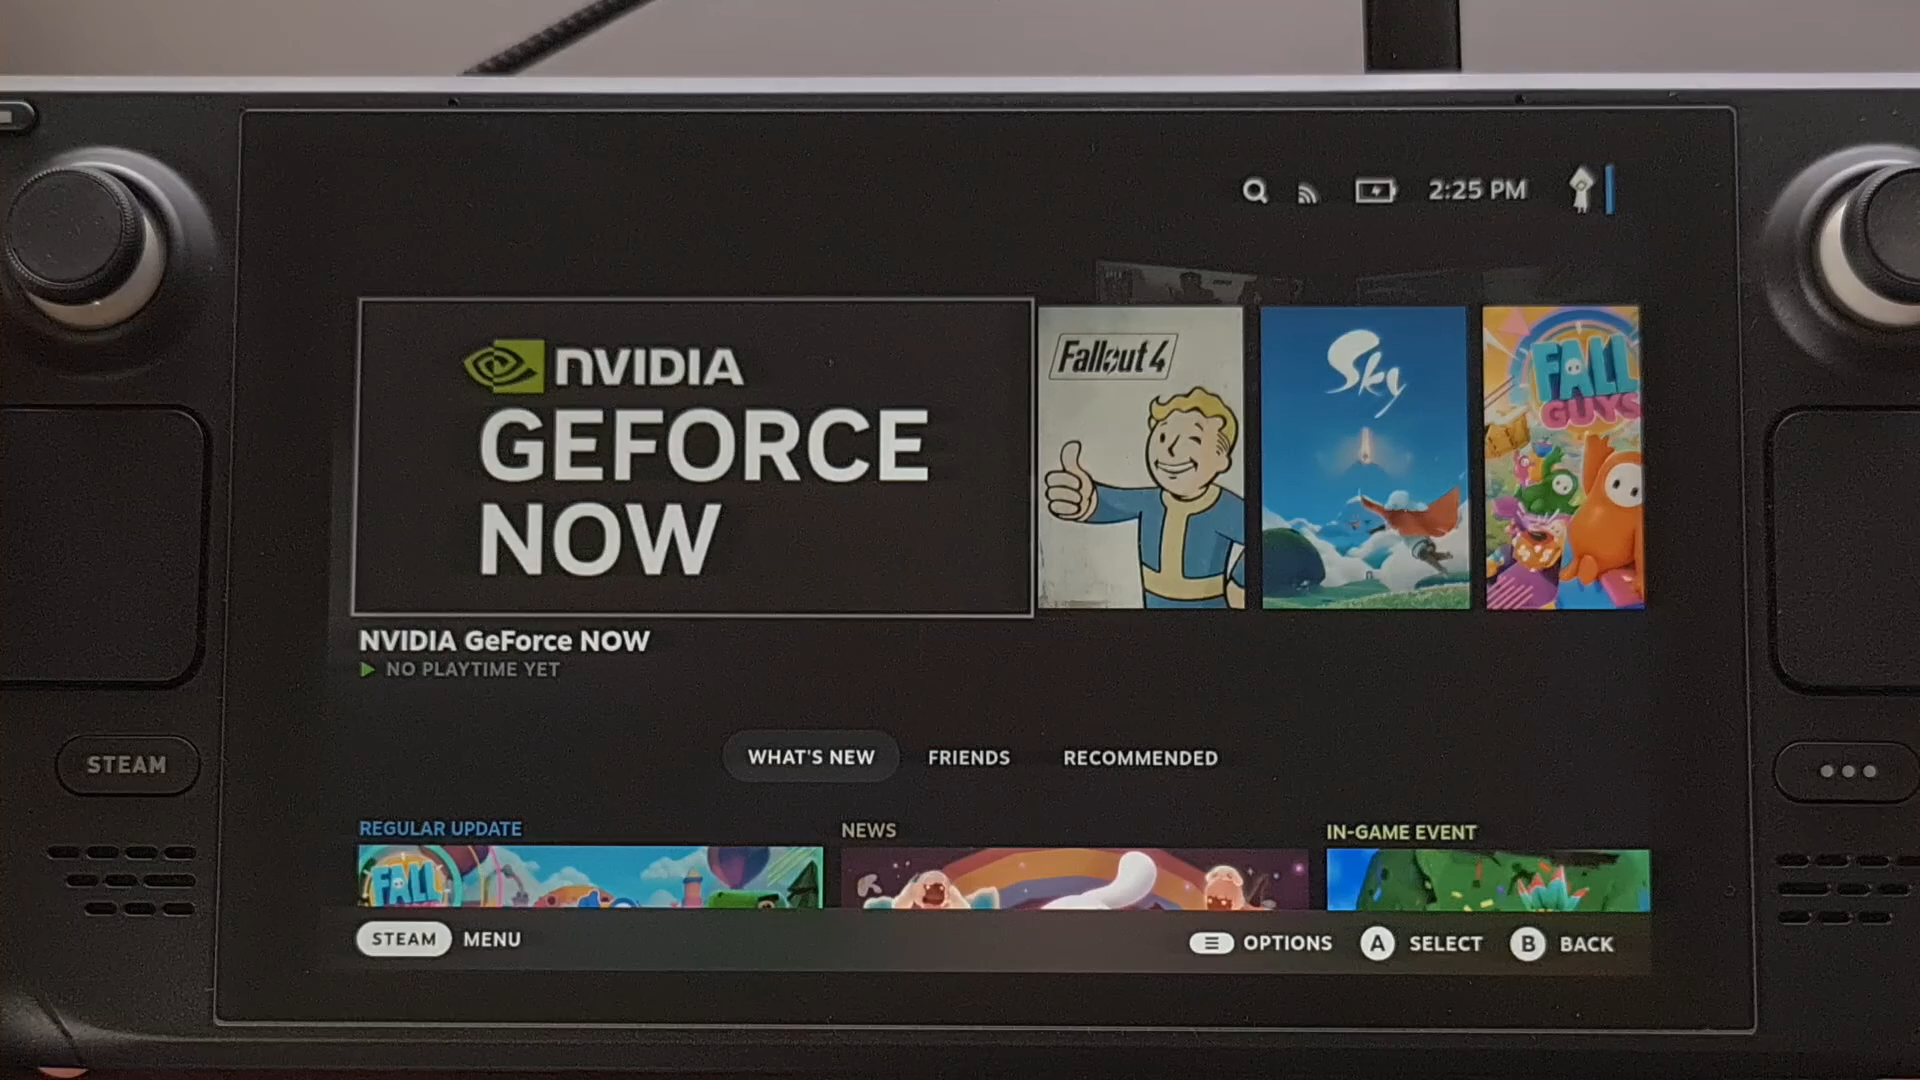 2:25 PM
NVIDIA
GEFORCE
NOW
Fallout 4
Sky
FALL
GUYS
NVIDIA GeForce NOW
NO PLAYTIME YET
WHAT'S NEW
FRIENDS
RECOMMENDED
STEAM
REGULAR UPDATE
NEWS
IN-GAME EVENT
FALL
STEAM MENU
OPTIONS
A SELECT
B BACK